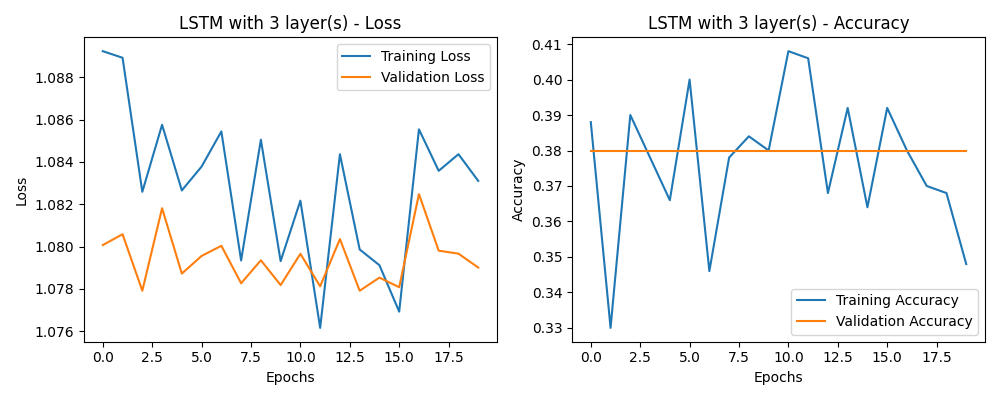 LSTM with 3 layer(s) - Loss
Training Loss
Validation Loss
1.088
1.086
1.084
1.082
1.080
1.078
1.076
Loss
0.0 2.5 5.0 7.5 10.0 12.5 15.0 17.5
Epochs
LSTM with 3 layer(s) - Accuracy
0.41
0.40
0.39
0.38
0.37
0.36
0.35
0.34
0.33
Accuracy
Training Accuracy
Validation Accuracy
0.0 2.5 5.0 7.5 10.0 12.5 15.0 17.5
Epochs